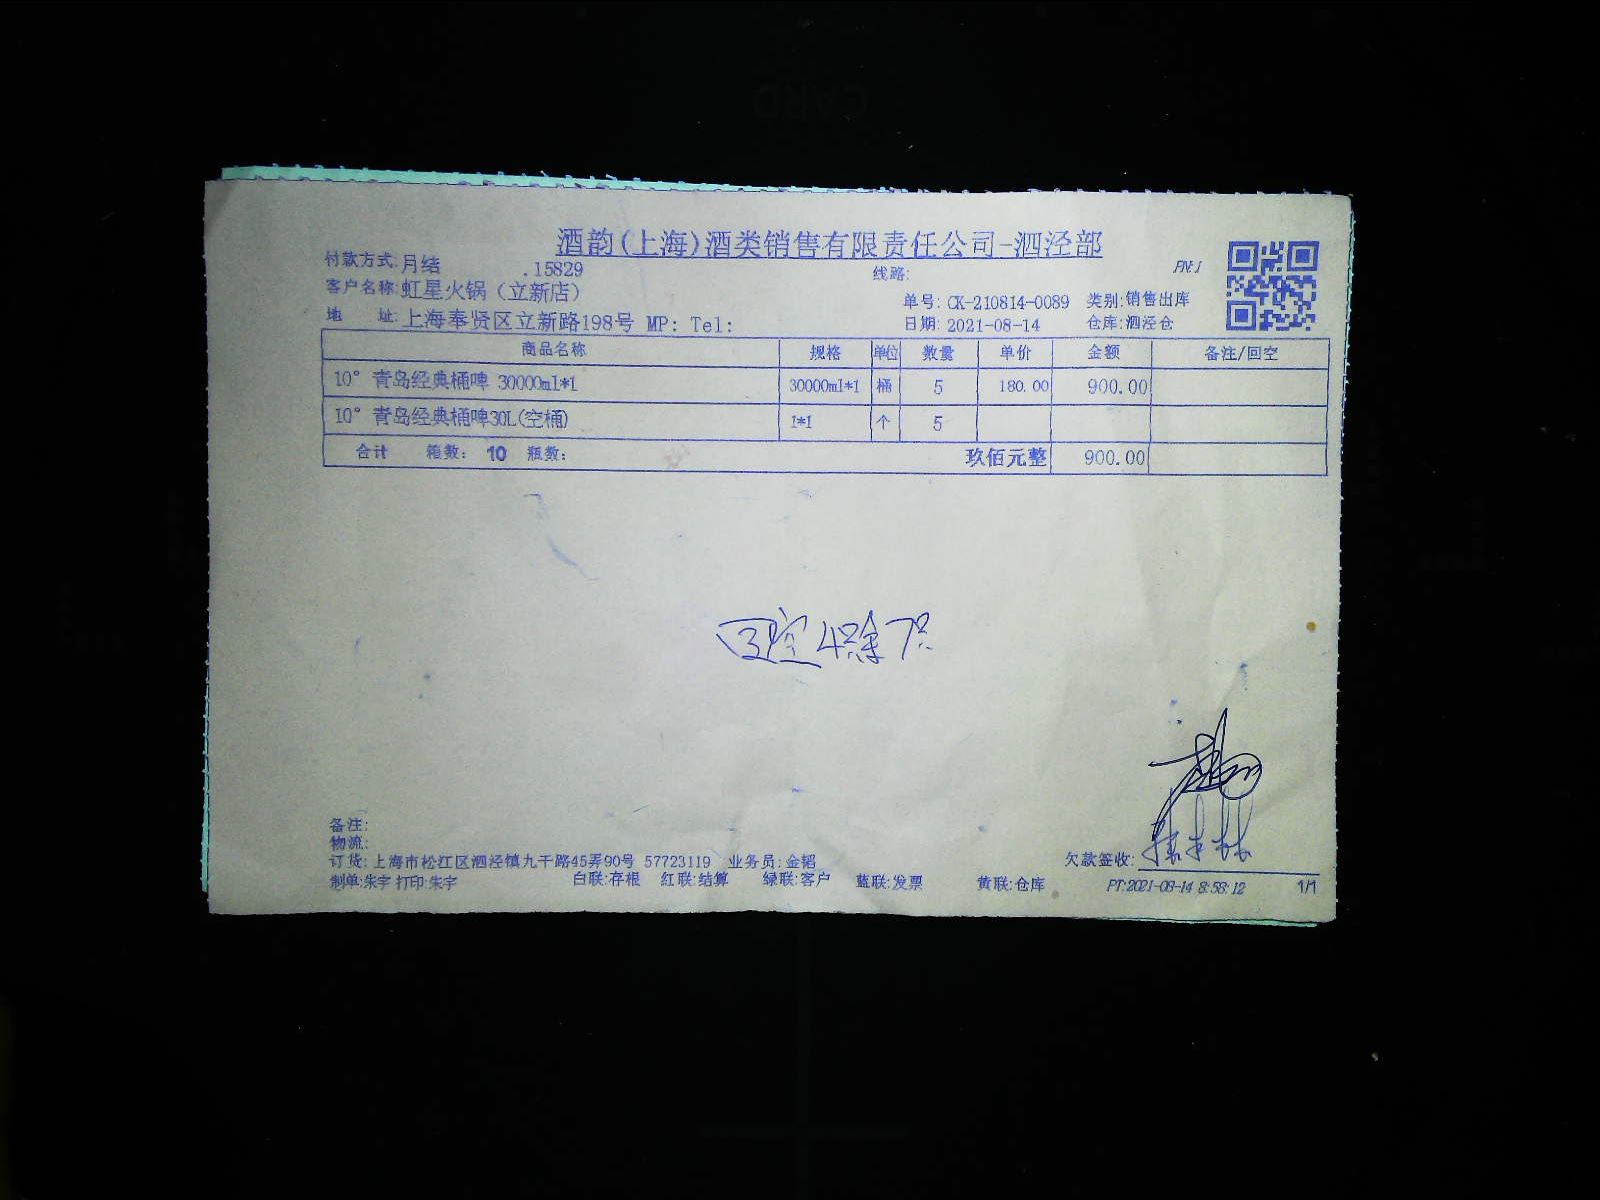 酒韵(上海)酒类销售有限责任公司-泗泾部
付款方式:月结 .15829 线路:
客户名称:虹星火锅（立新店） 单号: CK-210814-0089 类别:销售出库
地 址:上海奉贤区立新路198号 MP: Tel: 日期: 2021-08-14 仓库:泗泾仓
商品名称 规格 单位 数量 单价 金额 备注/回空
10° 青岛经典桶啤 30000ml*1 30000ml*1 桶 5 180.00 900.00
10° 青岛经典桶啤30L(空桶) 1*1 个 5
合计 箱数: 10 瓶数: 玖佰元整 900.00
回空4只余7只
备注:
物流:
订货:上海市松江区泗泾镇九干路45弄90号 57723119 业务员:金韬 欠款签收:
制单:朱宇 打印:朱宇 白联:存根 红联:结算 绿联:客户 蓝联:发票 黄联:仓库 PT:2021-08-14 8:58:12 1/1